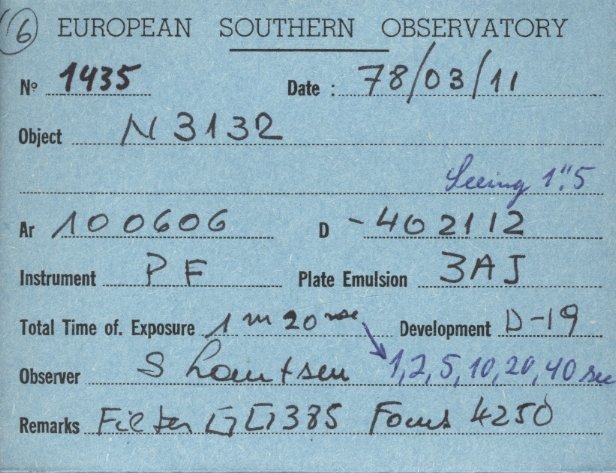 6 EUROPEAN SOUTHERN OBSERVATORY
Nº 1435 Date : 78/03/11
Object N 3132
Seeing 1".5
Ar 100606 D -402112
Instrument PF Plate Emulsion 3AJ
Total Time of. Exposure 1 m 20 sec Development D-19
Observer S Laustsen 1,2,5,10,20,40 sec
Remarks Filter GG385 Focus 4250